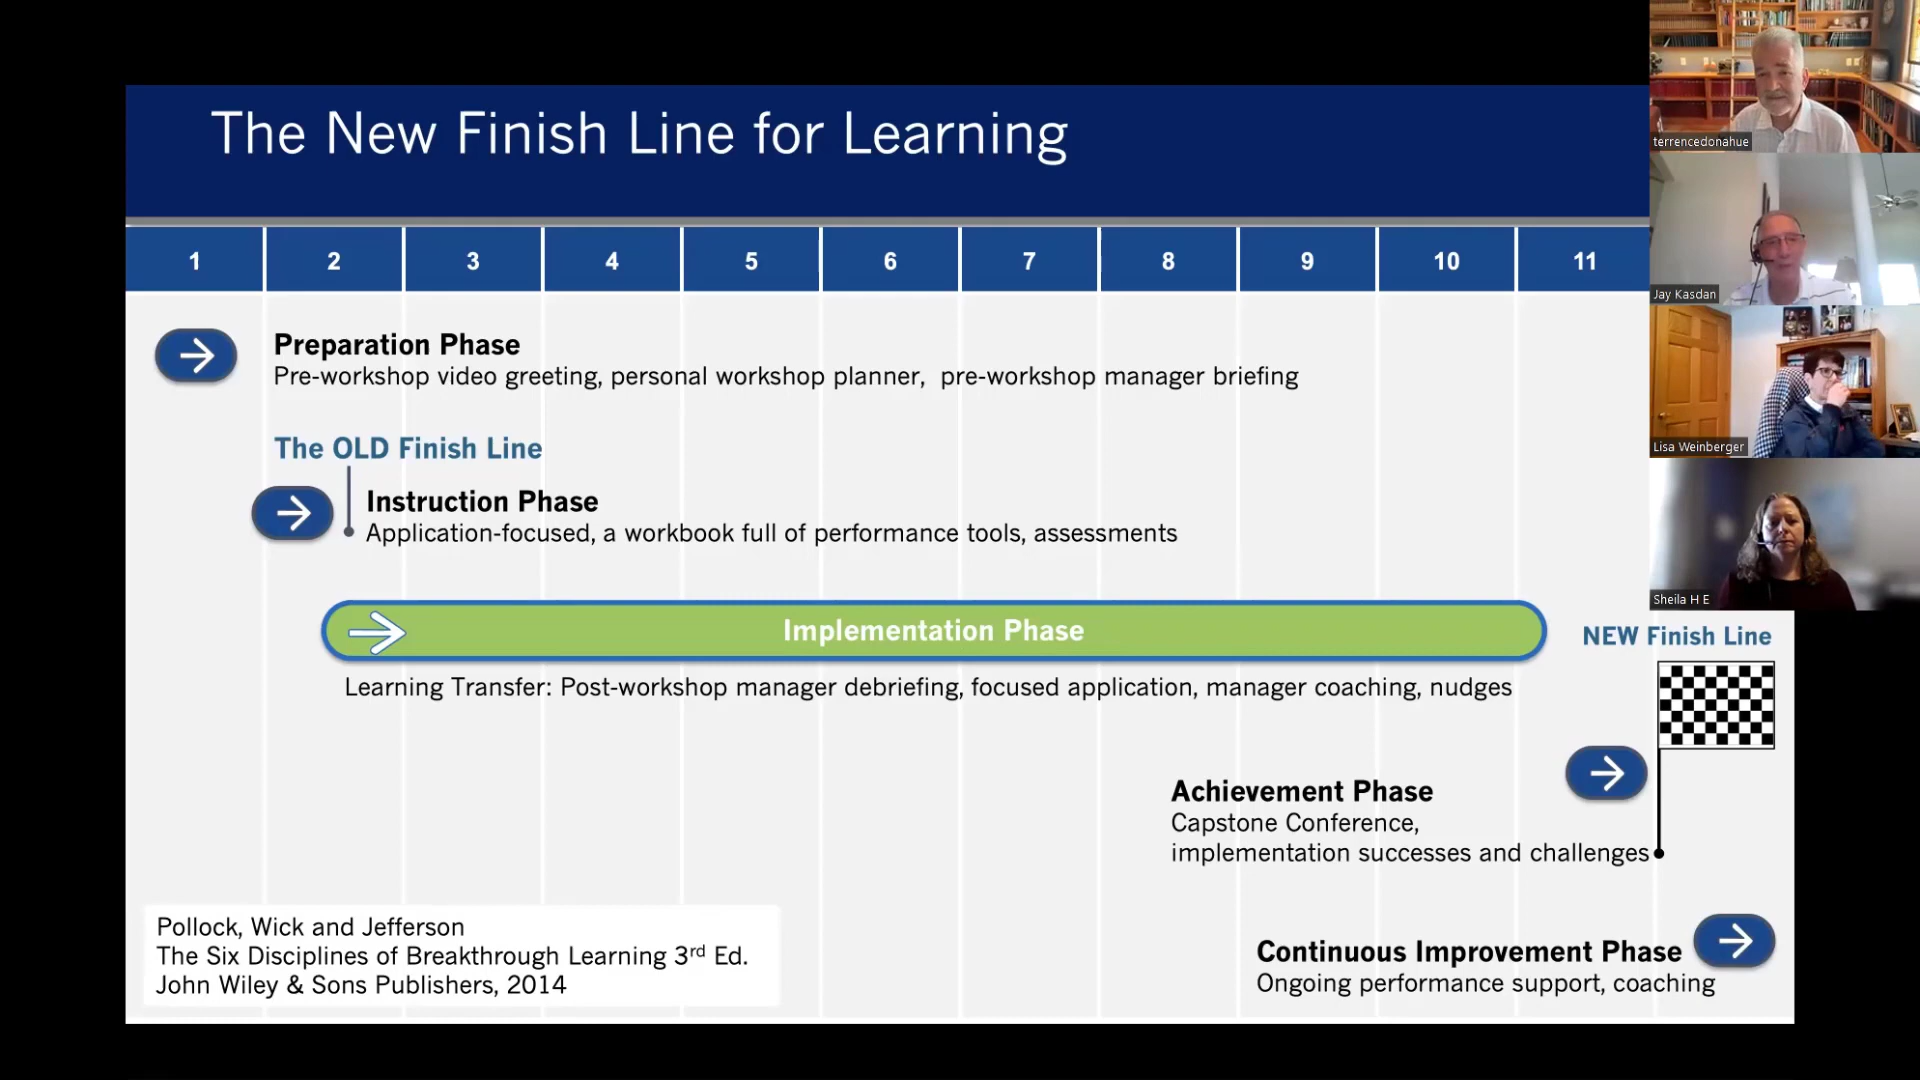 The New Finish Line for Learning
1 2 3 4 5 6 7 8 9 10 11
Preparation Phase
Pre-workshop video greeting, personal workshop planner, pre-workshop manager briefing
The OLD Finish Line
Instruction Phase
Application-focused, a workbook full of performance tools, assessments
Implementation Phase
Learning Transfer: Post-workshop manager debriefing, focused application, manager coaching, nudges
NEW Finish Line
Achievement Phase
Capstone Conference,
implementation successes and challenges
Continuous Improvement Phase
Ongoing performance support, coaching
Pollock, Wick and Jefferson
The Six Disciplines of Breakthrough Learning 3rd Ed.
John Wiley & Sons Publishers, 2014
terrencedonahue
Jay Kasdan
Lisa Weinberger
Sheila H E